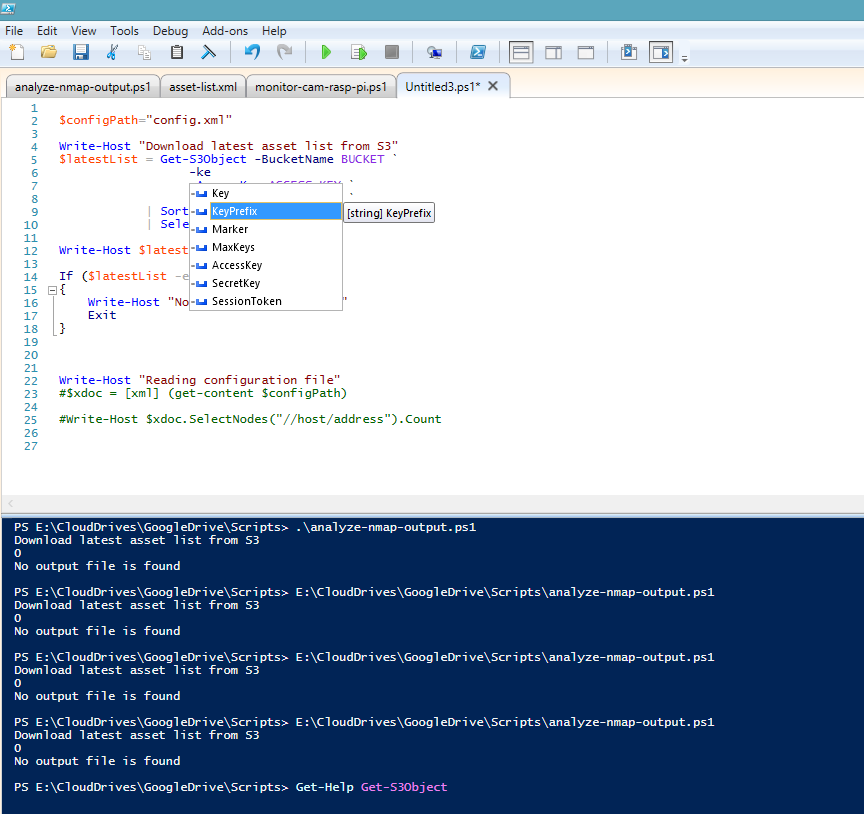 File Edit View Tools Debug Add-ons Help
analyze-nmap-output.ps1 asset-list.xml monitor-cam-rasp-pi.ps1 Untitled3.ps1*
1
2 $configPath="config.xml"
3
4 Write-Host "Download latest asset list from S3"
5 $latestList = Get-S3Object -BucketName BUCKET `
6 -ke
7 `
8 `
9 | Sort
10 | Sele
11
12 Write-Host $latest
13
14 If ($latestList -e
15 {
16 Write-Host "No "
17 Exit
18 }
19
20
21
22 Write-Host "Reading configuration file"
23 #$xdoc = [xml] (get-content $configPath)
24
25 #Write-Host $xdoc.SelectNodes("//host/address").Count
26
27
Key
KeyPrefix
[string] KeyPrefix
Marker
MaxKeys
AccessKey
SecretKey
SessionToken
PS E:\CloudDrives\GoogleDrive\Scripts> .\analyze-nmap-output.ps1
Download latest asset list from S3
0
No output file is found
PS E:\CloudDrives\GoogleDrive\Scripts> E:\CloudDrives\GoogleDrive\Scripts\analyze-nmap-output.ps1
Download latest asset list from S3
0
No output file is found
PS E:\CloudDrives\GoogleDrive\Scripts> E:\CloudDrives\GoogleDrive\Scripts\analyze-nmap-output.ps1
Download latest asset list from S3
0
No output file is found
PS E:\CloudDrives\GoogleDrive\Scripts> E:\CloudDrives\GoogleDrive\Scripts\analyze-nmap-output.ps1
Download latest asset list from S3
0
No output file is found
PS E:\CloudDrives\GoogleDrive\Scripts> Get-Help Get-S3Object